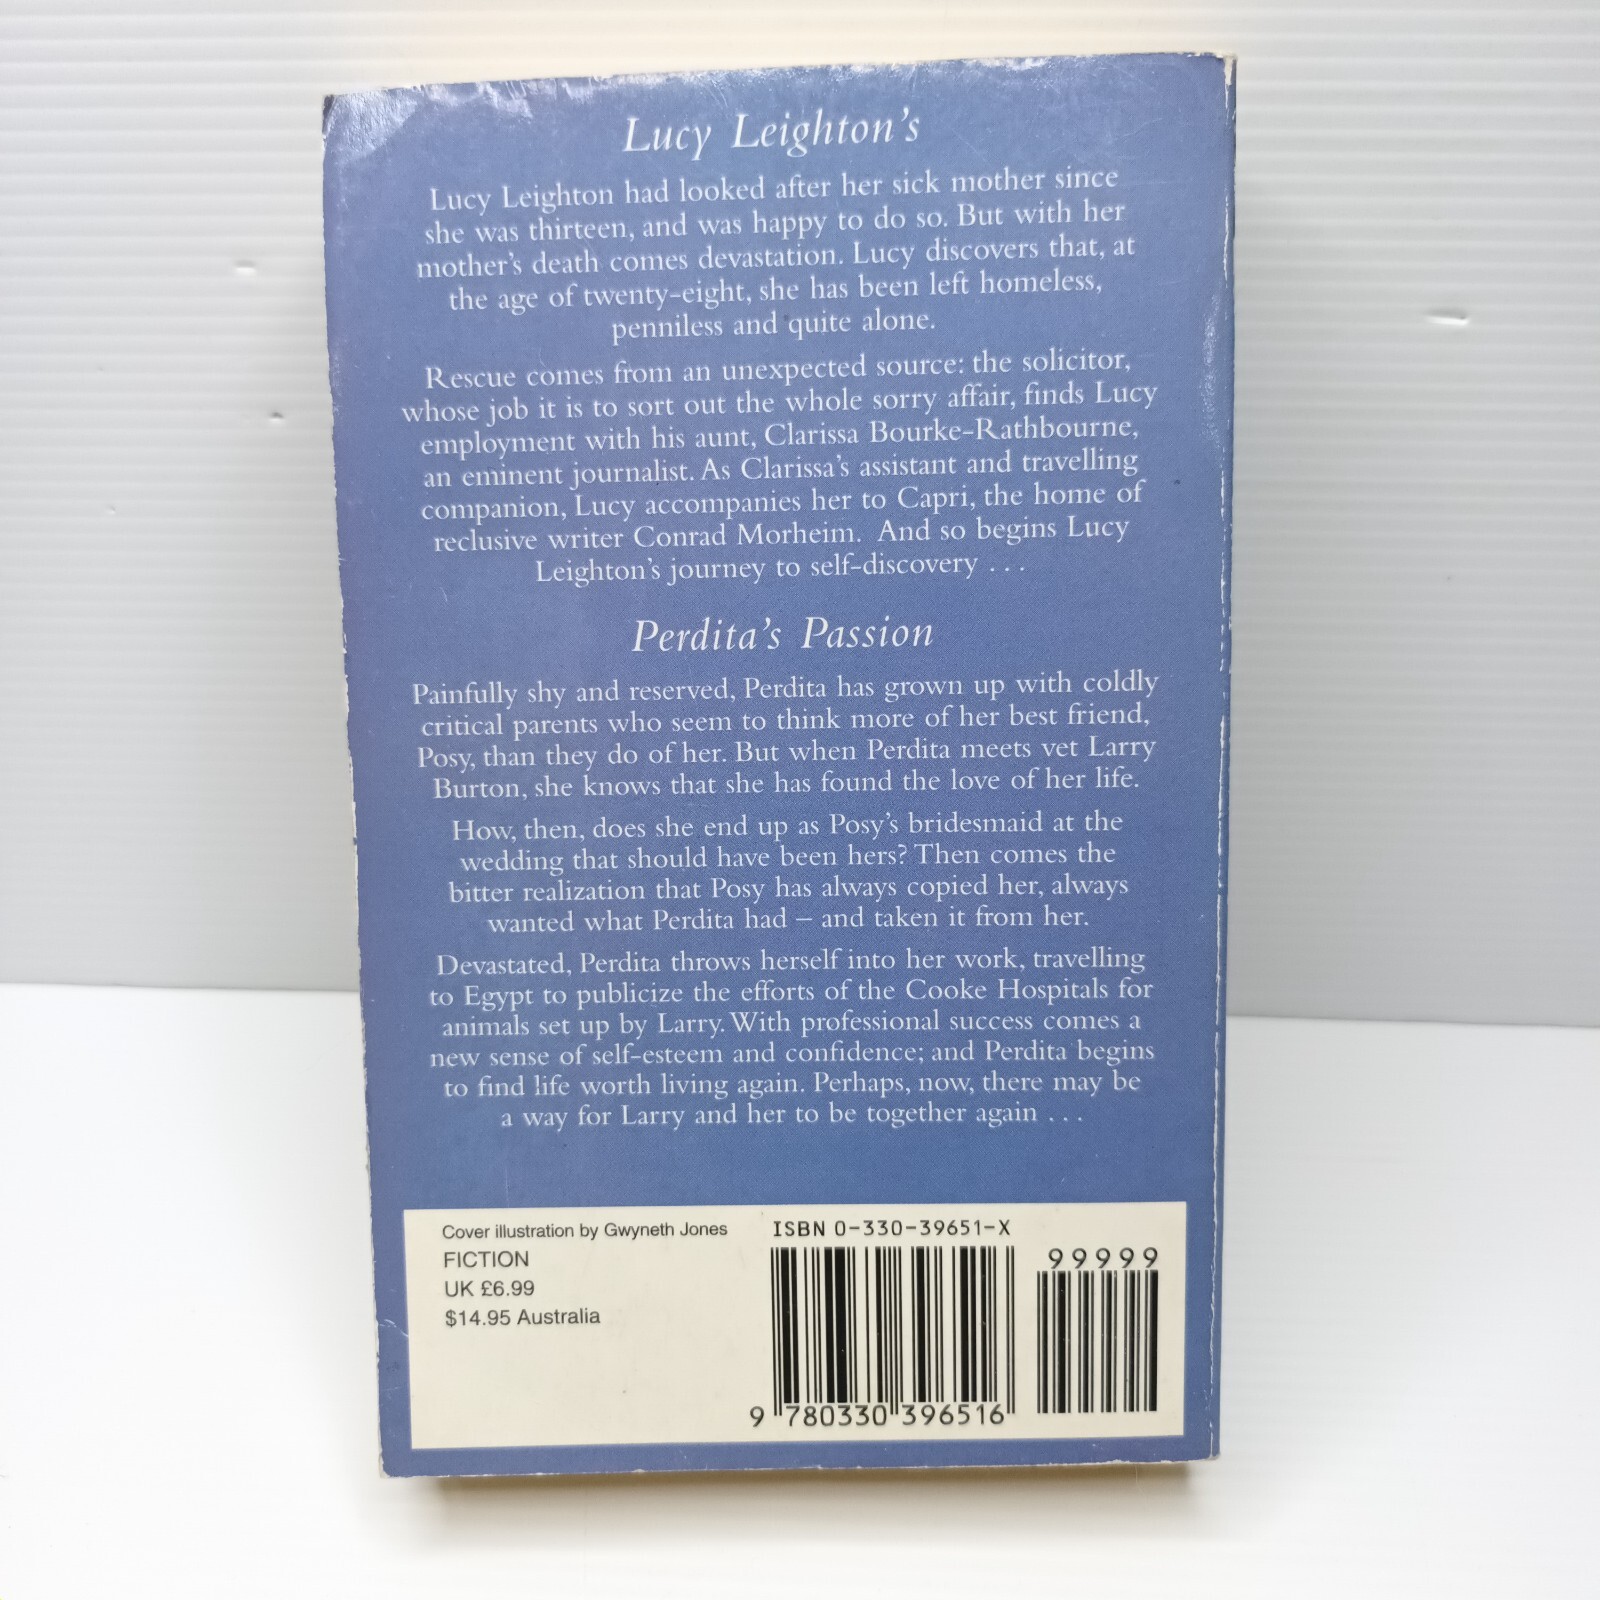 Lucy Leighton's
Lucy Leighton had looked after her sick mother since
she was thirteen, and was happy to do so. But with her
mother's death comes devastation. Lucy discovers that, at
the age of twenty-eight, she has been left homeless,
penniless and quite alone.
Rescue comes from an unexpected source: the solicitor,
whose job it is to sort out the whole sorry affair, finds Lucy
employment with his aunt, Clarissa Bourke-Rathbourne,
an eminent journalist. As Clarissa's assistant and travelling
companion, Lucy accompanies her to Capri, the home of
reclusive writer Conrad Morheim. And so begins Lucy
Leighton's journey to self-discovery . . .
Perdita's Passion
Painfully shy and reserved, Perdita has grown up with coldly
critical parents who seem to think more of her best friend,
Posy, than they do of her. But when Perdita meets vet Larry
Burton, she knows that she has found the love of her life.
How, then, does she end up as Posy's bridesmaid at the
wedding that should have been hers? Then comes the
bitter realization that Posy has always copied her, always
wanted what Perdita had – and taken it from her.
Devastated, Perdita throws herself into her work, travelling
to Egypt to publicize the efforts of the Cooke Hospitals for
animals set up by Larry. With professional success comes a
new sense of self-esteem and confidence; and Perdita begins
to find life worth living again. Perhaps, now, there may be
a way for Larry and her to be together again . . .
Cover illustration by Gwyneth Jones
FICTION
UK £6.99
$14.95 Australia
ISBN 0-330-39651-X
99999
9 780330 396516